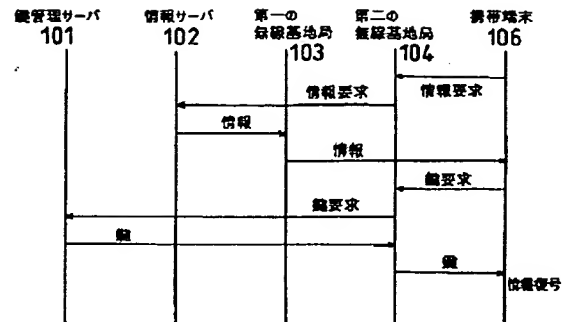 鍵管理サーバ
101
情報サーバ
102
第一の
無線基地局
103
第二の
無線基地局
104
携帯端末
106
情報要求
情報要求
情報
情報
鍵要求
鍵要求
鍵
鍵
情報復号